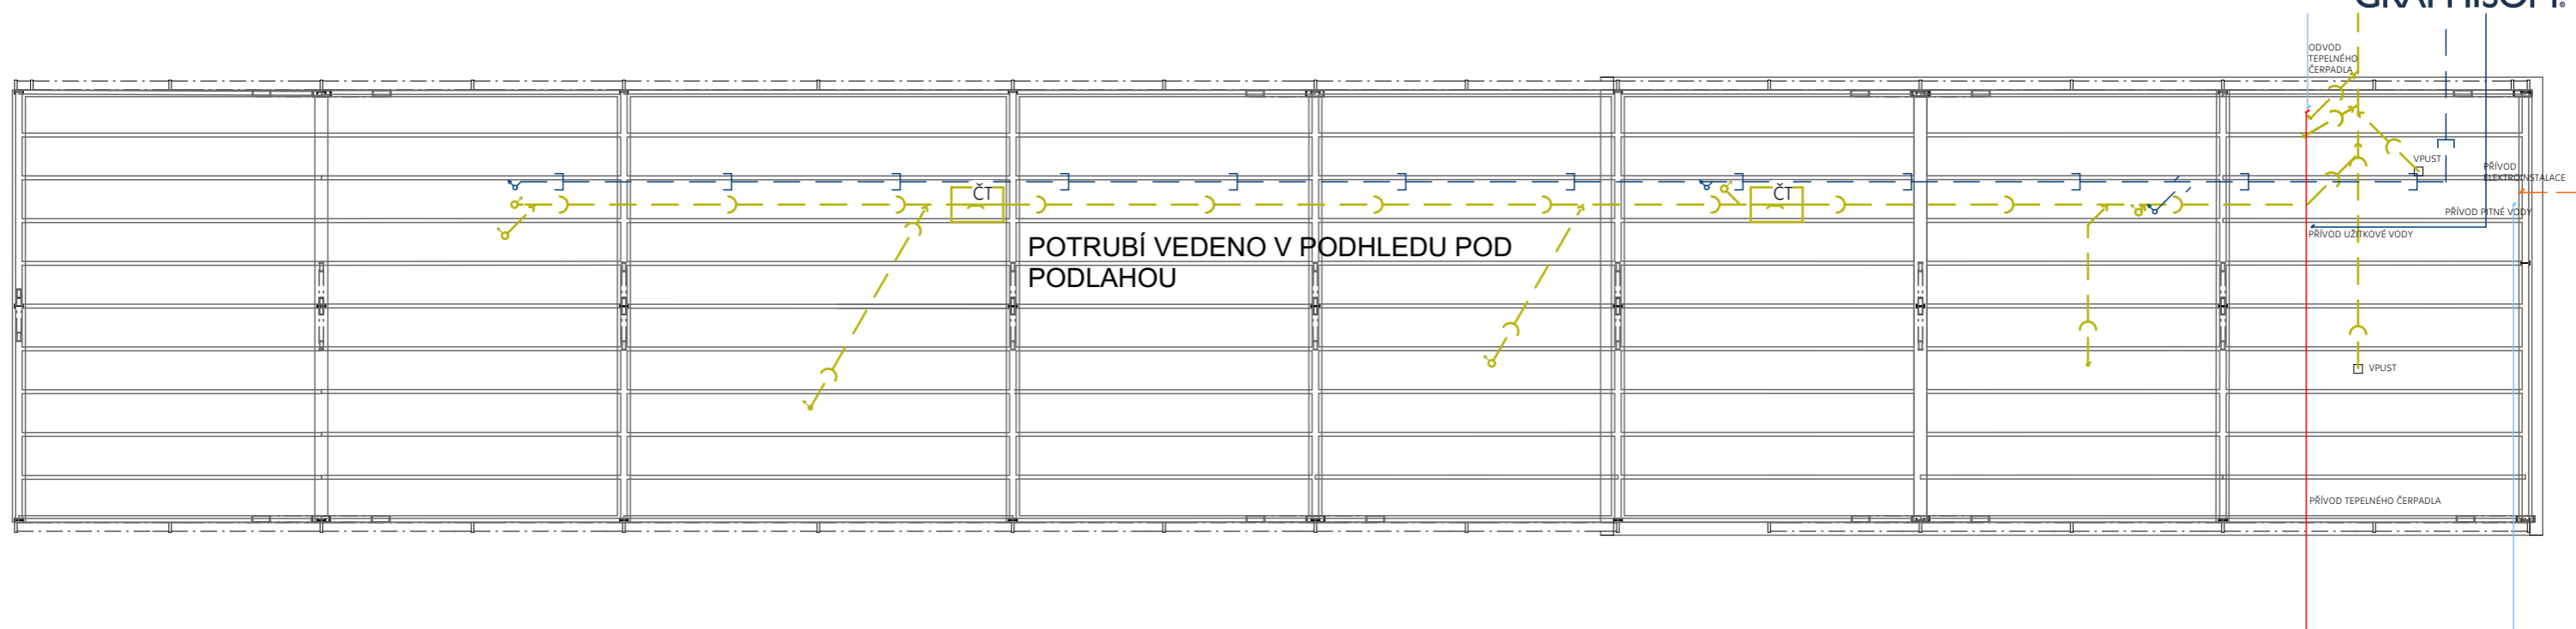 GRAPHISOFT®
ODVOD
TEPELNÉHO
ČERPADLA
VPUST
PŘÍVOD
ELEKTROINSTALACE
ČT
ČT
PŘÍVOD PITNÉ VODY
PŘÍVOD UŽITKOVÉ VODY
POTRUBÍ VEDENO V PODHLEDU POD
PODLAHOU
VPUST
PŘÍVOD TEPELNÉHO ČERPADLA